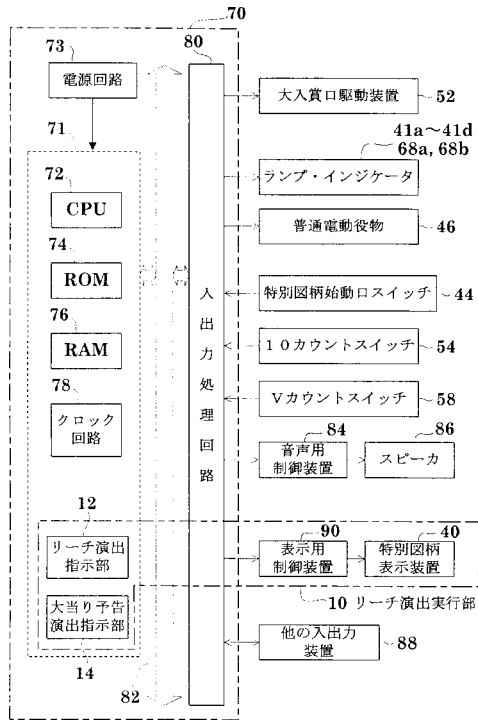 70
73
80
電源回路
大入賞口駆動装置
52
71
41a～41d
68a, 68b
72
CPU
ランプ・インジケータ
普通電動役物
46
74
ROM
特別図柄始動口スイッチ
44
76
RAM
入出力処理回路
10カウントスイッチ
54
78
クロック
回路
Vカウントスイッチ
58
84
86
音声用
制御装置
スピーカ
12
90
40
リーチ演出
指示部
表示用
制御装置
特別図柄
表示装置
10 リーチ演出実行部
大当り予告
演出指示部
他の入出力
装置
88
14
82